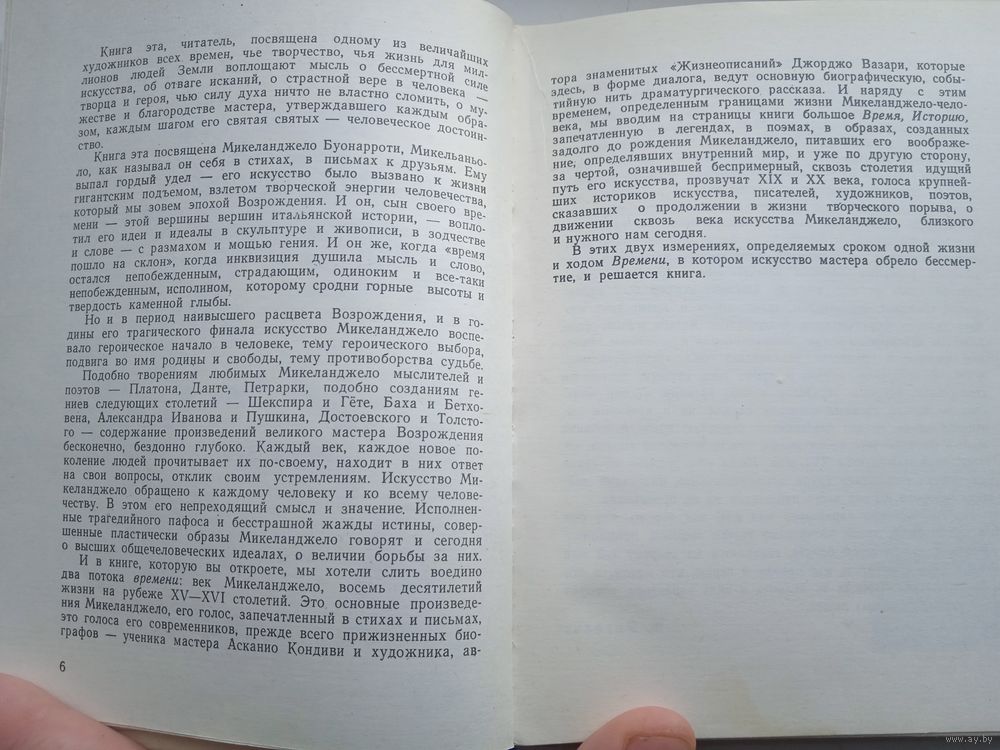 Книга эта, читатель, посвящена одному из величайших
художников всех времен, чье творчество, чья жизнь для мил-
лионов людей Земли воплощают мысль о бессмертной силе
искусства, об отваге исканий, о страстной вере в человека —
творца и героя, чью силу духа ничто не властно сломить, о му-
жестве и благородстве мастера, утверждавшего каждым обра-
зом, каждым шагом его святая святых — человеческое достоин-
ство.
Книга эта посвящена Микеланджело Буонарроти, Микельаньо-
ло, как называл он себя в стихах, в письмах к друзьям. Ему
выпал гордый удел — его искусство было вызвано к жизни
гигантским подъемом, взлетом творческой энергии человечества,
который мы зовем эпохой Возрождения. И он, сын своего вре-
мени — этой вершины вершин итальянской истории, — вопло-
тил его идеи и идеалы в скульптуре и живописи, в зодчестве
и слове — с размахом и мощью гения. И он же, когда «время
пошло на склон», когда инквизиция душила мысль и слово,
остался непобежденным, страдающим, одиноким и все-таки
непобежденным, исполином, которому сродни горные высоты и
твердость каменной глыбы.
Но и в период наивысшего расцвета Возрождения, и в го-
дины его трагического финала искусство Микеланджело воспе-
вало героическое начало в человеке, тему героического выбора,
подвига во имя родины и свободы, тему противоборства судьбе.
Подобно творениям любимых Микеланджело мыслителей и
поэтов — Платона, Данте, Петрарки, подобно созданиям ге-
ниев следующих столетий — Шекспира и Гёте, Баха и Бетхо-
вена, Александра Иванова и Пушкина, Достоевского и Толсто-
го — содержание произведений великого мастера Возрождения
бесконечно, бездонно глубоко. Каждый век, каждое новое по-
коление людей прочитывает их по-своему, находит в них ответ
на свои вопросы, отклик своим устремлениям. Искусство Ми-
келанджело обращено к каждому человеку и ко всему челове-
честву. В этом его непреходящий смысл и значение. Исполнен-
ные трагедийного пафоса и бесстрашной жажды истины, совер-
шенные пластически образы Микеланджело говорят и сегодня
о высших общечеловеческих идеалах, о величии борьбы за них.
И в книге, которую вы откроете, мы хотели слить воедино
два потока времени: век Микеланджело, восемь десятилетий
жизни на рубеже XV—XVI столетий. Это основные произведе-
ния Микеланджело, его голос, запечатленный в стихах и письмах,
это голоса его современников, прежде всего прижизненных био-
графов — ученика мастера Асканио Кондиви и художника, ав-
6
тора знаменитых «Жизнеописаний» Джорджо Вазари, которые
здесь, в форме диалога, ведут основную биографическую, собы-
тийную нить драматургического рассказа. И наряду с этим
временем, определенным границами жизни Микеланджело-чело-
века, мы вводим на страницы книги большое Время, Историю,
запечатленную в легендах, в поэмах, в образах, созданных
задолго до рождения Микеланджело, питавших его воображе-
ние, определявших внутренний мир, и уже по другую сторону,
за чертой, означившей беспримерный, сквозь столетия идущий
путь его искусства, прозвучат XIX и XX века, голоса крупней-
ших историков искусства, писателей, художников, поэтов,
сказавших о продолжении в жизни творческого порыва, о
движении сквозь века искусства Микеланджело, близкого
и нужного нам сегодня.
В этих двух измерениях, определяемых сроком одной жизни
и ходом Времени, в котором искусство мастера обрело бессмер-
тие, и решается книга.
www.ay.by